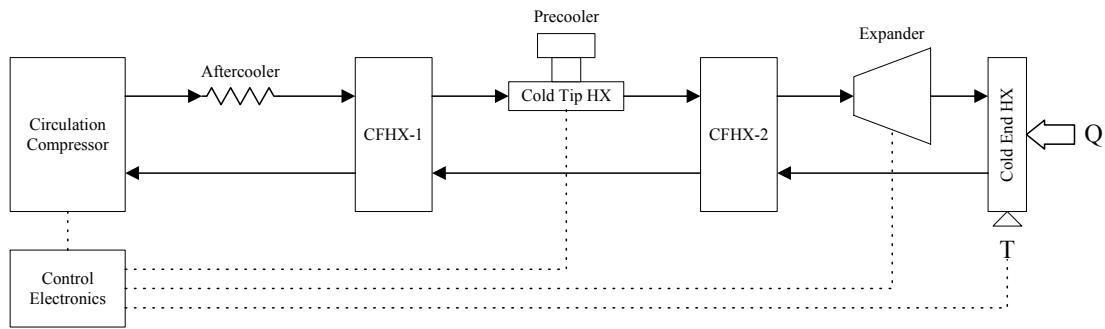 Precooler
Expander
Aftercooler
Cold Tip HX
Circulation
Compressor
CFHX-1
CFHX-2
Cold End HX
Q
T
Control
Electronics